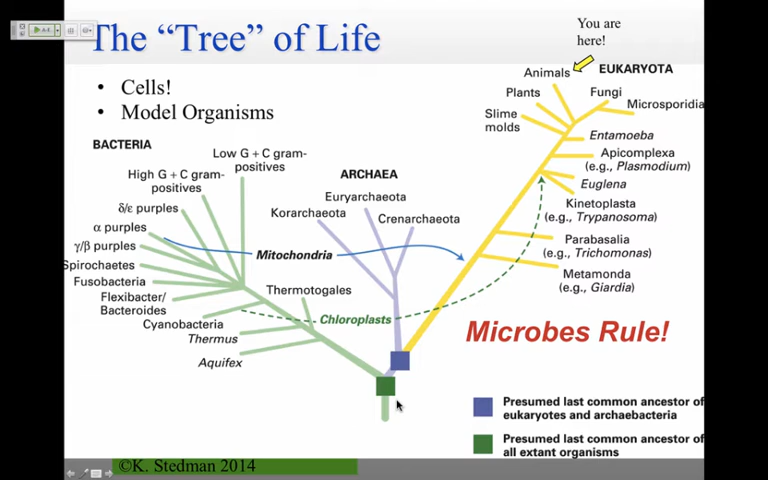 The “Tree” of Life
You are
here!
• Cells!
• Model Organisms
BACTERIA
Low G + C gram-
positives
High G + C gram-
positives
δ/ε purples
α purples
γ/β purples
Spirochaetes
Fusobacteria
Flexibacter/
Bacteroides
Cyanobacteria
Thermus
Aquifex
Thermotogales
Mitochondria
Chloroplasts
ARCHAEA
Euryarchaeota
Korarchaeota
Crenarchaeota
EUKARYOTA
Animals
Plants
Fungi
Slime
molds
Microsporidia
Entamoeba
Apicomplexa
(e.g., Plasmodium)
Euglena
Kinetoplasta
(e.g., Trypanosoma)
Parabasalia
(e.g., Trichomonas)
Metamonda
(e.g., Giardia)
Microbes Rule!
Presumed last common ancestor of
eukaryotes and archaebacteria
Presumed last common ancestor of
all extant organisms
©K. Stedman 2014